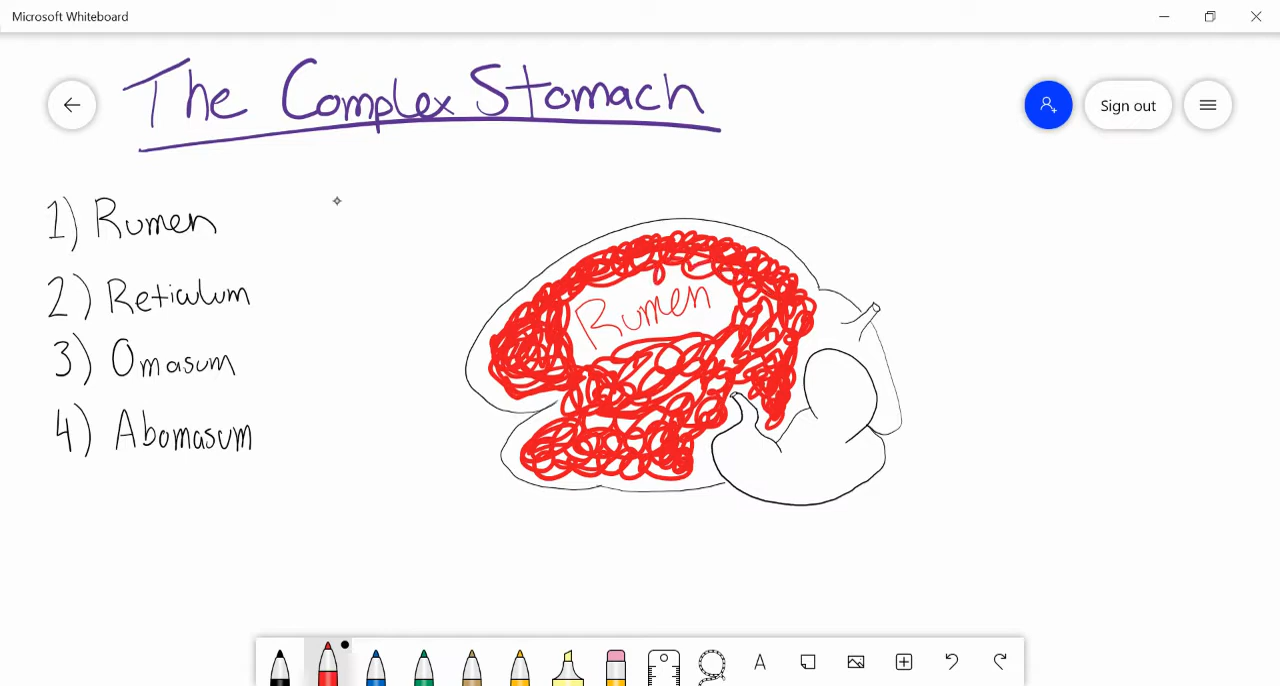 Microsoft Whiteboard
The Complex Stomach
Sign out
1) Rumen
2) Reticulum
3) Omasum
4) Abomasum
Rumen
A